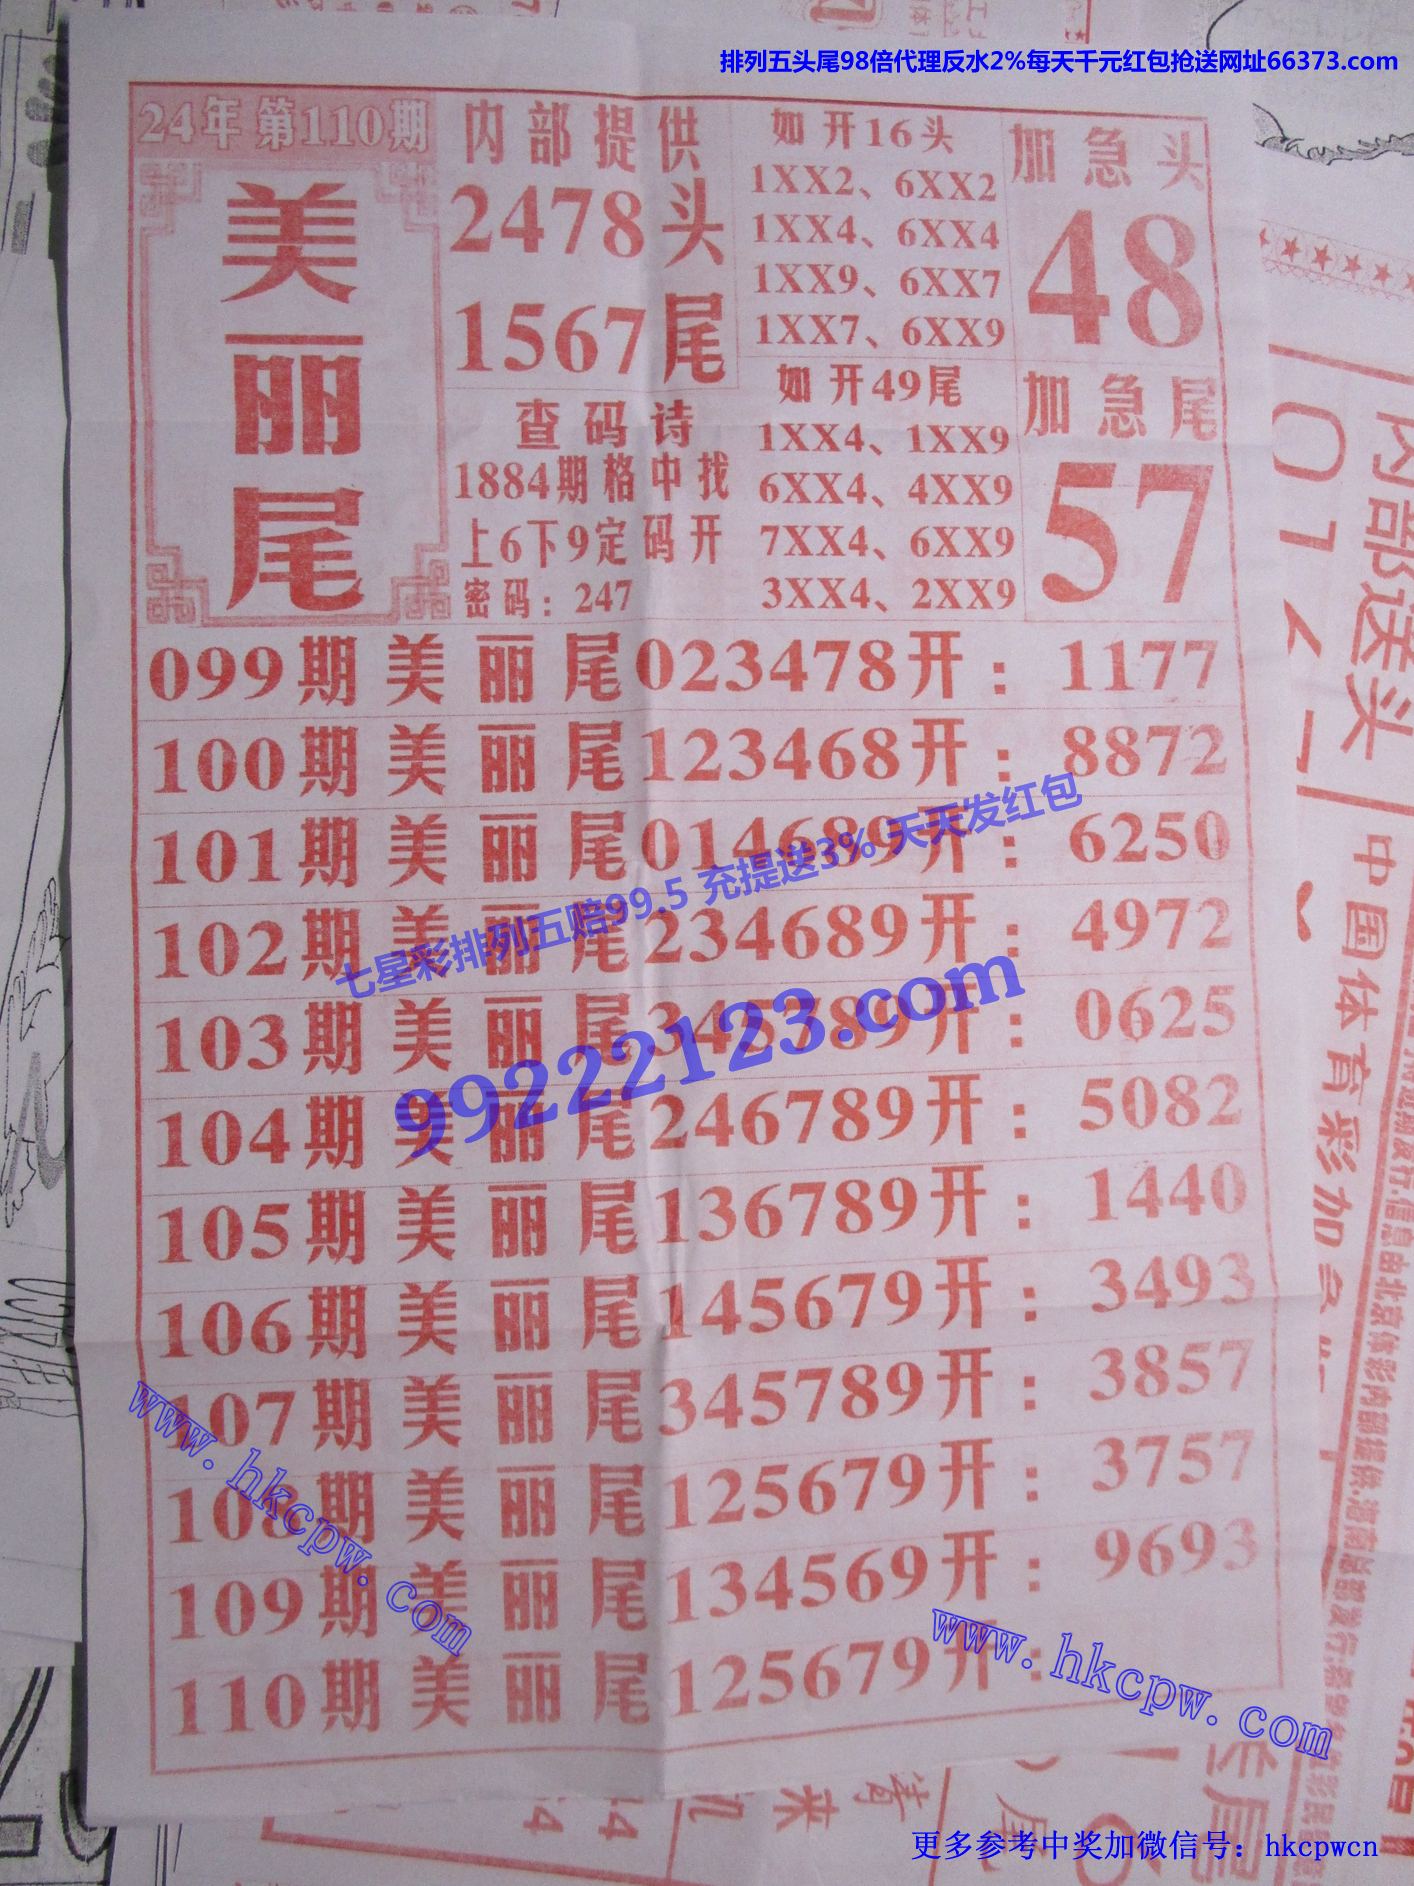 排列五头尾98倍代理反水2%每天千元红包抢送网址66373.com
24年 第110期
美丽尾
内部提供
2478头
1567尾
查码诗
1884期格中找
上6下9定码开
密码：247
如开16头
1XX2、6XX2
1XX4、6XX4
1XX9、6XX7
1XX7、6XX9
如开49尾
1XX4、1XX9
6XX4、4XX9
7XX4、6XX9
3XX4、2XX9
加急头
48
加急尾
57
099期美丽尾023478开：1177
100期美丽尾123468开：8872
101期美丽尾014689开：6250
102期美丽尾234689开：4972
103期美丽尾345789开：0625
104期美丽尾246789开：5082
105期美丽尾136789开：1440
106期美丽尾145679开：3493
107期美丽尾345789开：3857
108期美丽尾125679开：3757
109期美丽尾134569开：9693
110期美丽尾125679开：
七星彩排列五赔99.5 充提送3% 天天发红包
99222123.com
www.hkcpw.com
www.hkcpw.com
内部送头
012
中国体育彩
更多参考中奖加微信号：hkcpwcn